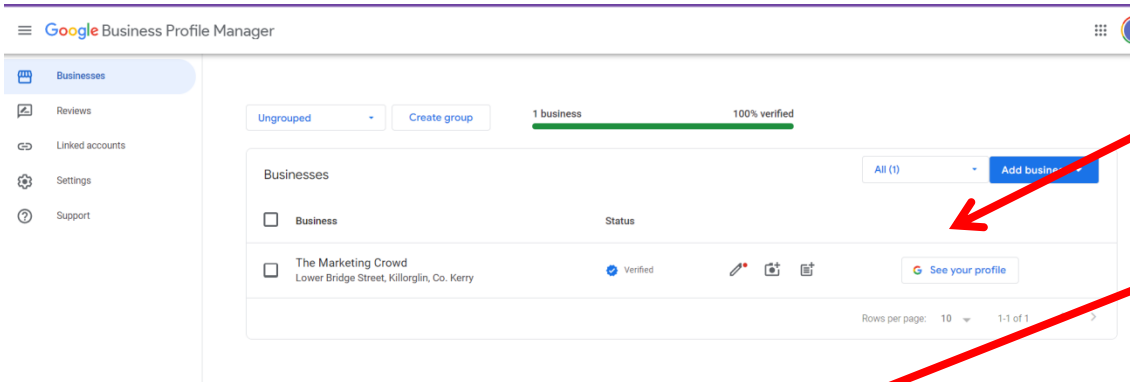 Google Business Profile Manager
Businesses
Reviews
Linked accounts
Settings
Support
Ungrouped
Create group
1 business
100% verified
Businesses
All (1)
Add business
Business
Status
The Marketing Crowd
Lower Bridge Street, Killorglin, Co. Kerry
Verified
G See your profile
Rows per page: 10
1-1 of 1